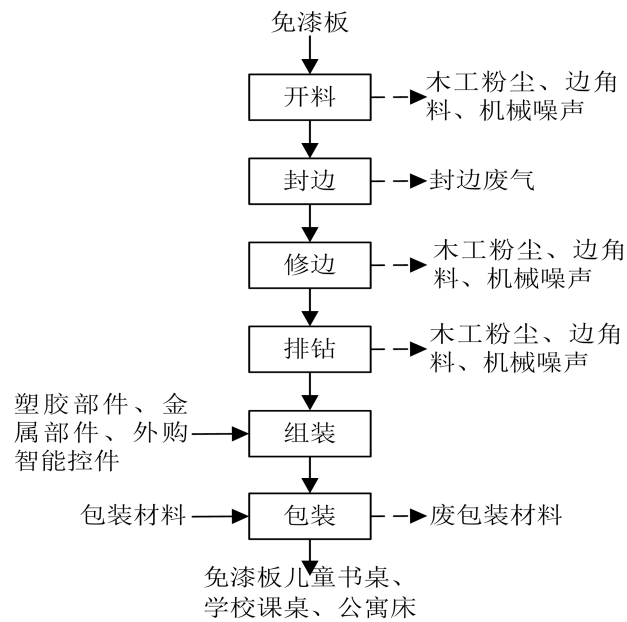 免漆板
开料
木工粉尘、边角
料、机械噪声
封边
封边废气
修边
木工粉尘、边角
料、机械噪声
排钻
木工粉尘、边角
料、机械噪声
塑胶部件、金
属部件、外购
智能控件
组装
包装材料
包装
废包装材料
免漆板儿童书桌、
学校课桌、公寓床